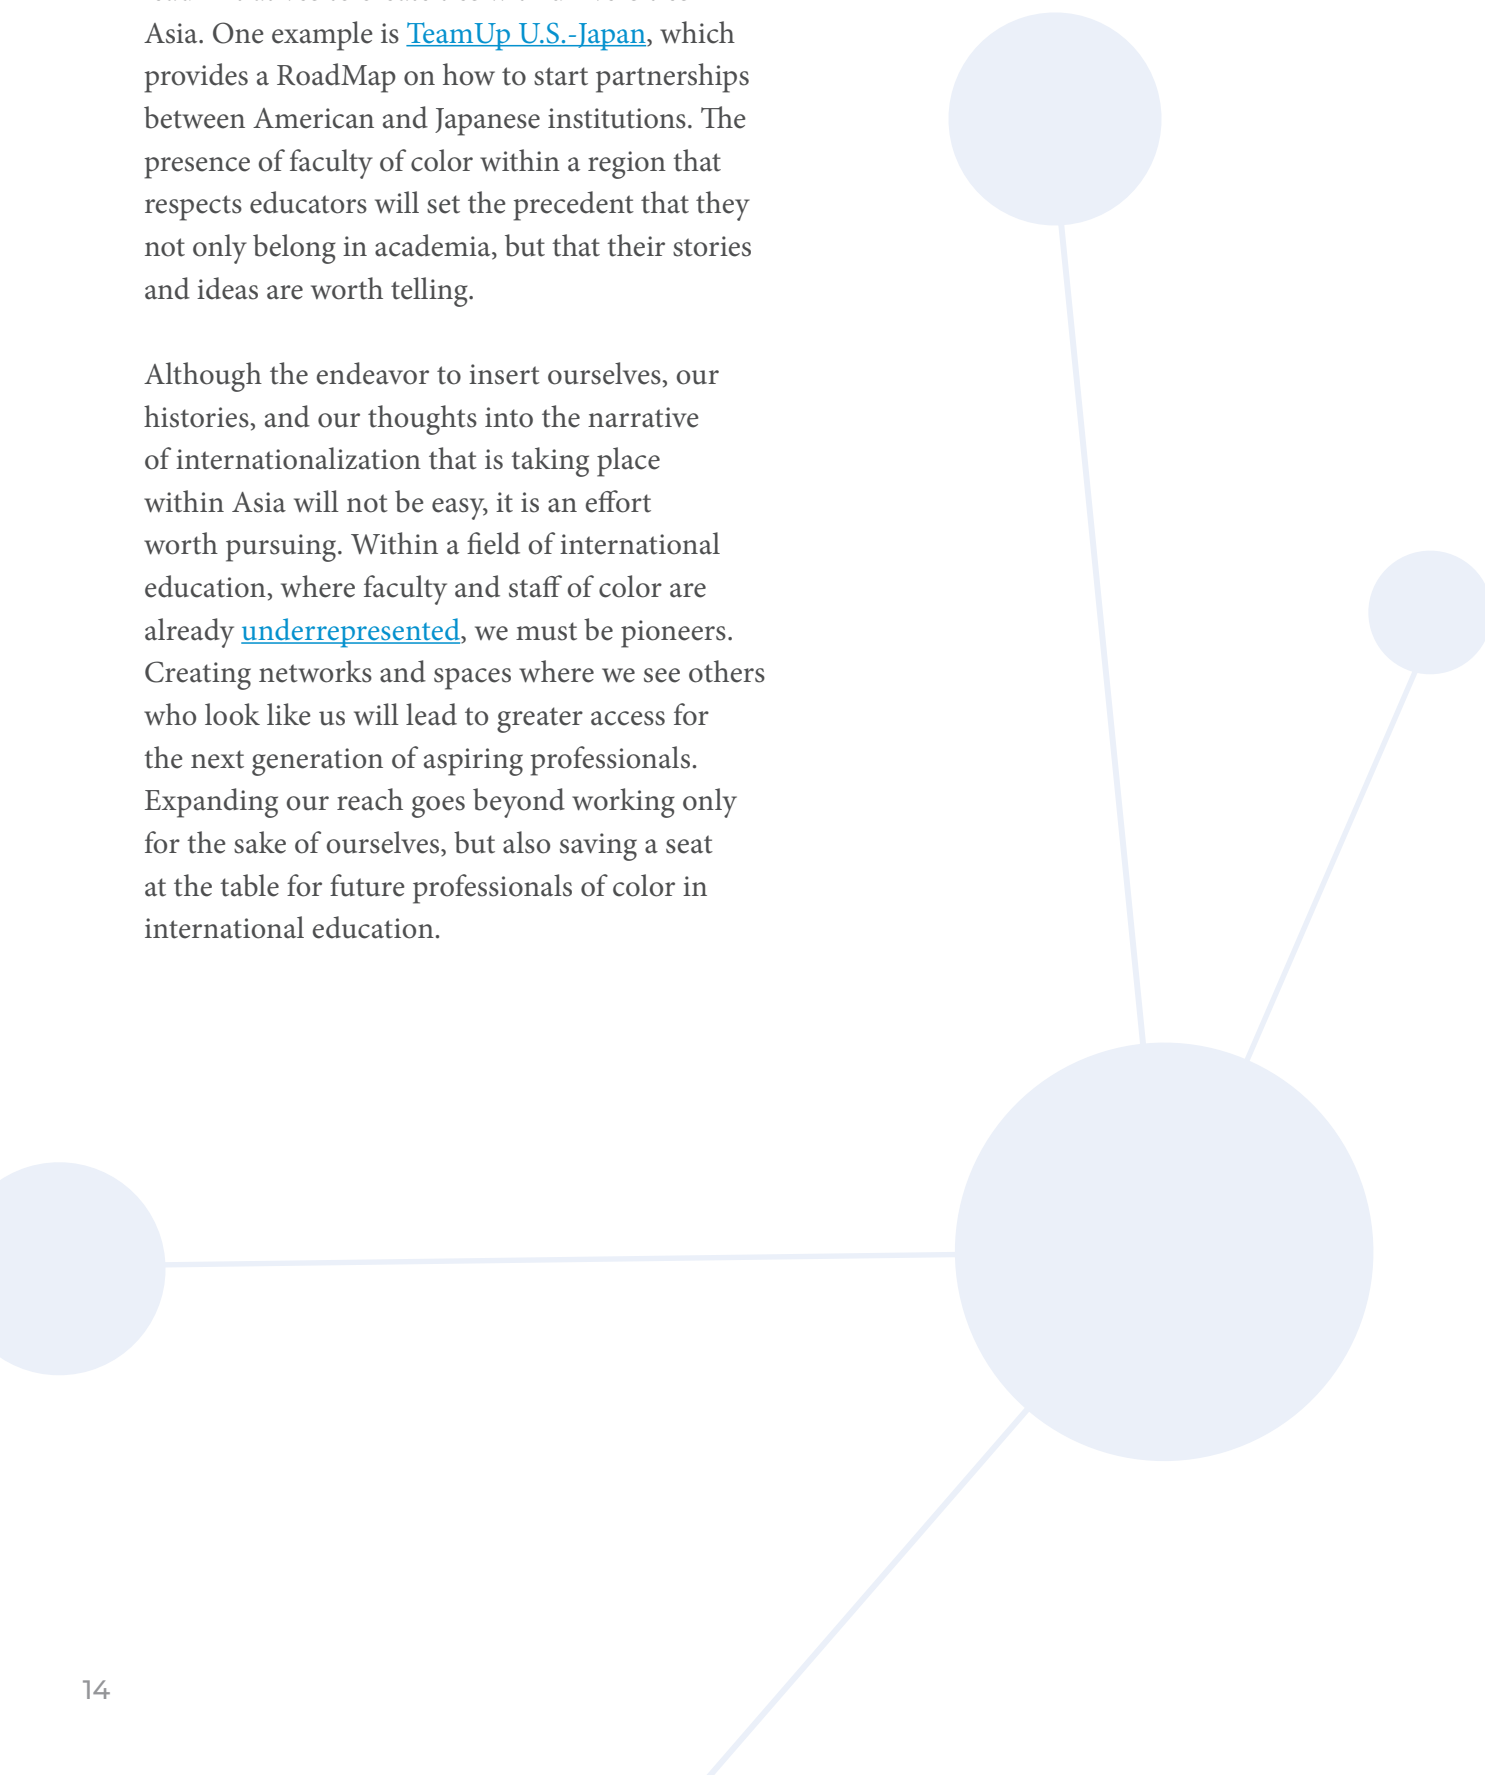 Asia. One example is TeamUp U.S.-Japan, which
provides a RoadMap on how to start partnerships
between American and Japanese institutions. The
presence of faculty of color within a region that
respects educators will set the precedent that they
not only belong in academia, but that their stories
and ideas are worth telling.
Although the endeavor to insert ourselves, our
histories, and our thoughts into the narrative
of internationalization that is taking place
within Asia will not be easy, it is an effort
worth pursuing. Within a field of international
education, where faculty and staff of color are
already underrepresented, we must be pioneers.
Creating networks and spaces where we see others
who look like us will lead to greater access for
the next generation of aspiring professionals.
Expanding our reach goes beyond working only
for the sake of ourselves, but also saving a seat
at the table for future professionals of color in
international education.
14